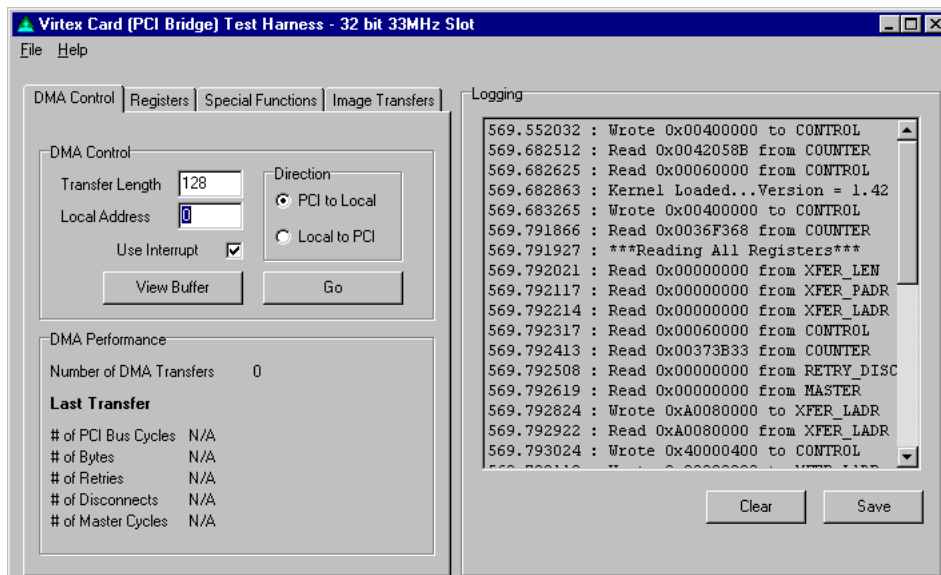 Virtex Card (PCI Bridge) Test Harness - 32 bit 33MHz Slot
File Help
DMA Control Registers Special Functions Image Transfers
DMA Control
Transfer Length 128
Local Address 0
Use Interrupt
Direction
PCI to Local
Local to PCI
View Buffer Go
DMA Performance
Number of DMA Transfers 0
Last Transfer
# of PCI Bus Cycles N/A
# of Bytes N/A
# of Retries N/A
# of Disconnects N/A
# of Master Cycles N/A
Logging
569.552032 : Wrote 0x00400000 to CONTROL
569.682512 : Read 0x0042058B from COUNTER
569.682625 : Read 0x00060000 from CONTROL
569.682863 : Kernel Loaded...Version = 1.42
569.683265 : Wrote 0x00400000 to CONTROL
569.791866 : Read 0x0036F368 from COUNTER
569.791927 : ***Reading All Registers***
569.792021 : Read 0x00000000 from XFER_LEN
569.792117 : Read 0x00000000 from XFER_PADR
569.792214 : Read 0x00000000 from XFER_LADR
569.792317 : Read 0x00060000 from CONTROL
569.792413 : Read 0x00373B33 from COUNTER
569.792508 : Read 0x00000000 from RETRY_DISC
569.792619 : Read 0x00000000 from MASTER
569.792824 : Wrote 0xA0080000 to XFER_LADR
569.792922 : Read 0xA0080000 from XFER_LADR
569.793024 : Wrote 0x40000400 to CONTROL
Clear Save